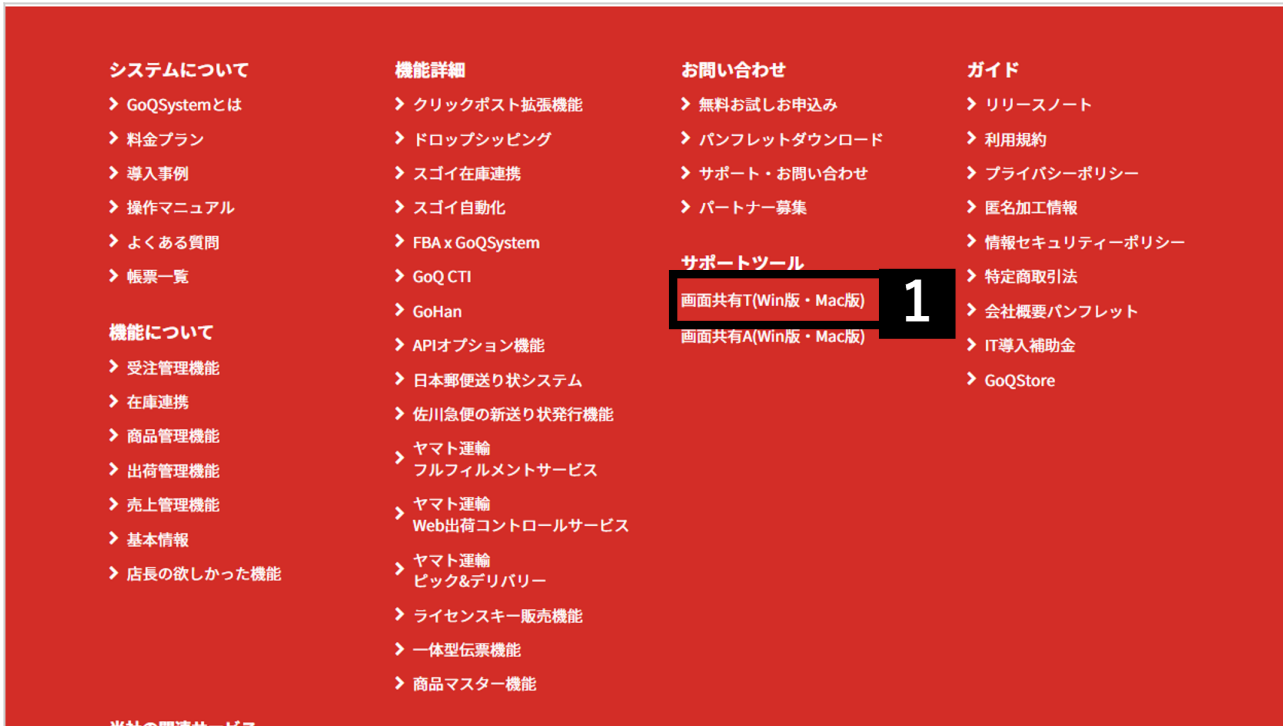 システムについて
GoQSystemとは
料金プラン
導入事例
操作マニュアル
よくある質問
帳票一覧
機能について
受注管理機能
在庫連携
商品管理機能
出荷管理機能
売上管理機能
基本情報
店長の欲しかった機能
機能詳細
クリックポスト拡張機能
ドロップシッピング
スゴイ在庫連携
スゴイ自動化
FBA x GoQSystem
GoQ CTI
GoHan
APIオプション機能
日本郵便送り状システム
佐川急便の新送り状発行機能
ヤマト運輸
フルフィルメントサービス
ヤマト運輸
Web出荷コントロールサービス
ヤマト運輸
ピック&デリバリー
ライセンスキー販売機能
一体型伝票機能
商品マスター機能
お問い合わせ
無料お試しお申込み
パンフレットダウンロード
サポート・お問い合わせ
パートナー募集
サポートツール
画面共有T(Win版・Mac版)
1
画面共有A(Win版・Mac版)
ガイド
リリースノート
利用規約
プライバシーポリシー
匿名加工情報
情報セキュリティーポリシー
特定商取引法
会社概要パンフレット
IT導入補助金
GoQStore
当社の関連サービス